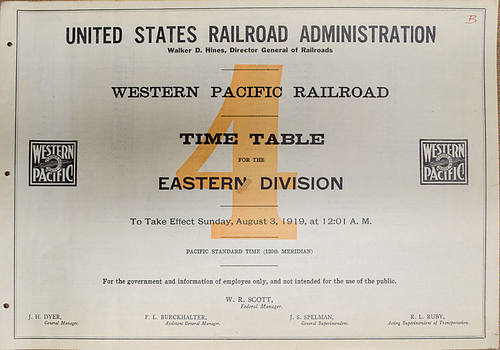 B
UNITED STATES RAILROAD ADMINISTRATION
Walker D. Hines, Director General of Railroads
4
WESTERN PACIFIC RAILROAD
TIME TABLE
FOR THE
EASTERN DIVISION
WESTERN PACIFIC
WESTERN PACIFIC
To Take Effect Sunday, August 3, 1919, at 12:01 A. M.
PACIFIC STANDARD TIME (120th MERIDIAN)
For the government and information of employes only, and not intended for the use of the public.
W. R. SCOTT,
Federal Manager.
J. H. DYER,
General Manager.
F. L. BURCKHALTER,
Assistant General Manager.
J. S. SPELMAN,
General Superintendent.
R. L. RUBY,
Acting Superintendent of Transportation.